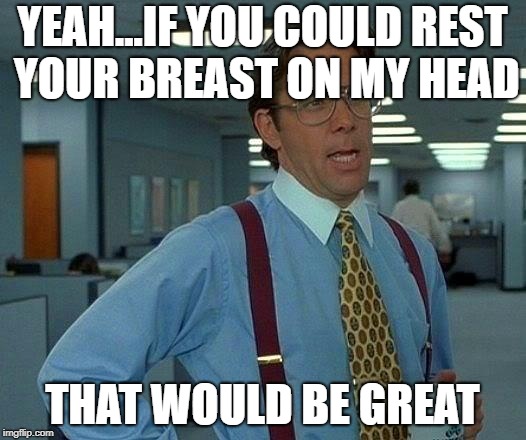 YEAH...IF YOU COULD REST
YOUR BREAST ON MY HEAD
THAT WOULD BE GREAT
imgflip.com